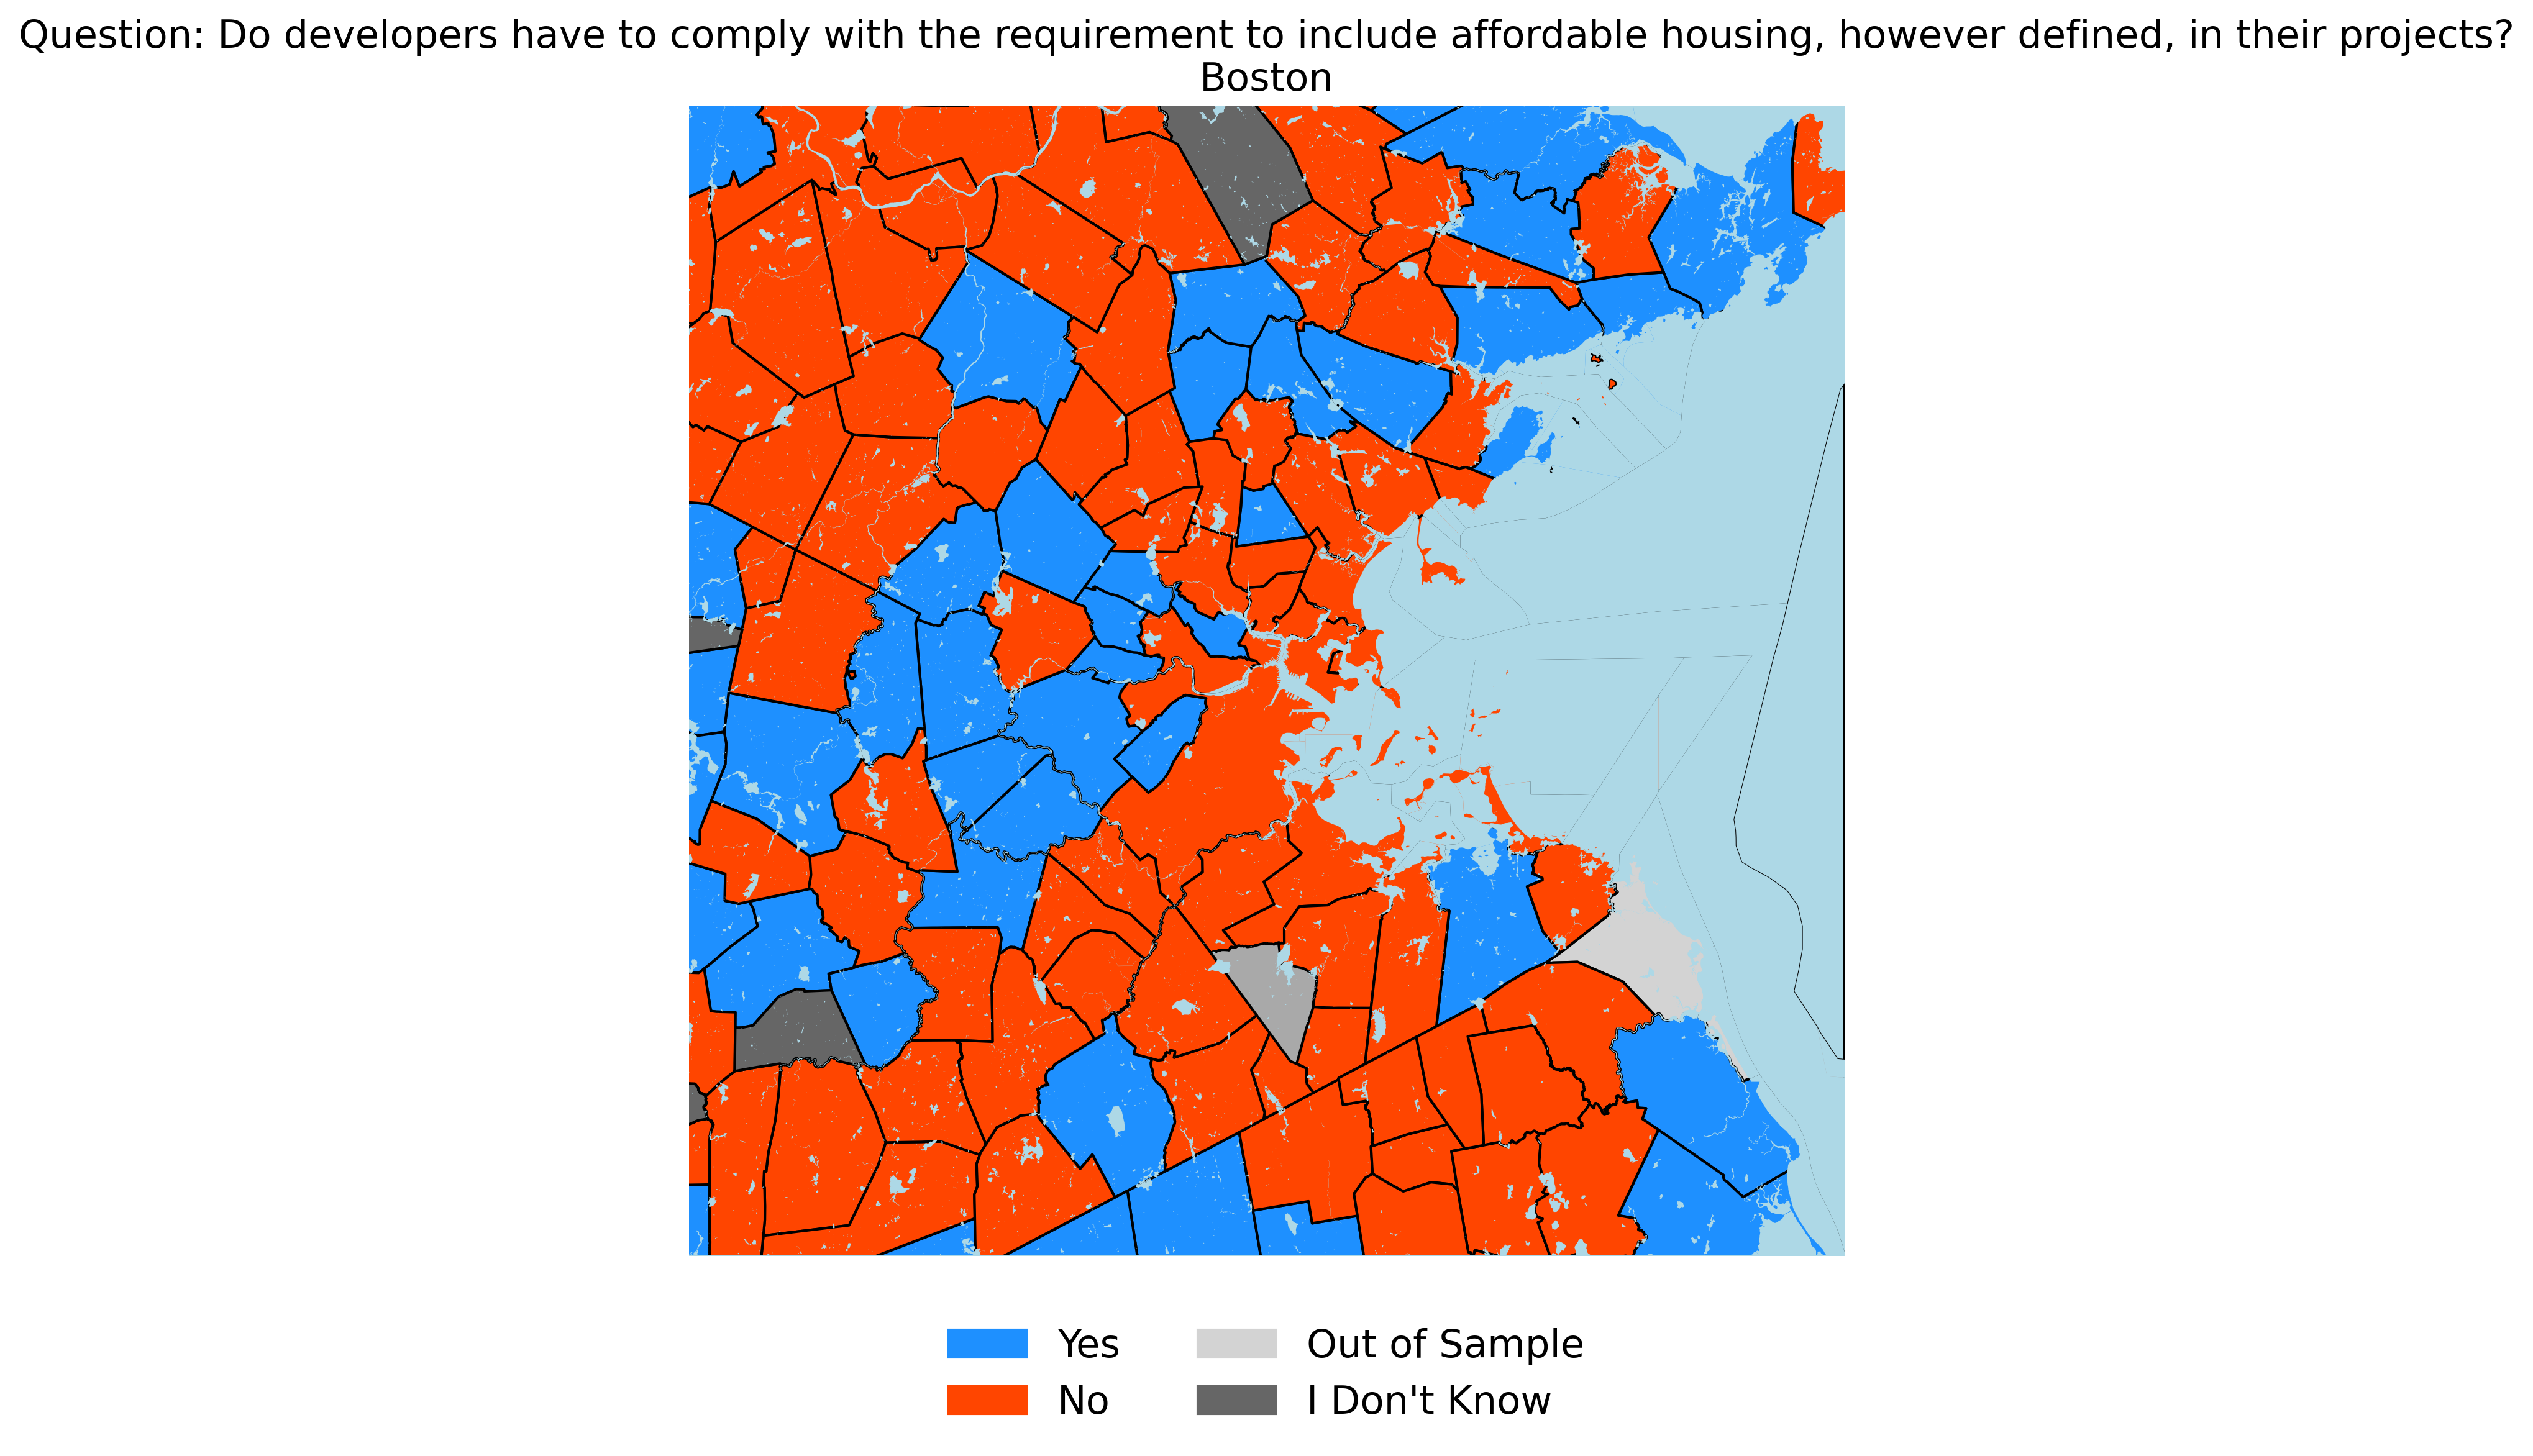 Question: Do developers have to comply with the requirement to include affordable housing, however defined, in their projects?
Boston
Yes
Out of Sample
No
I Don't Know